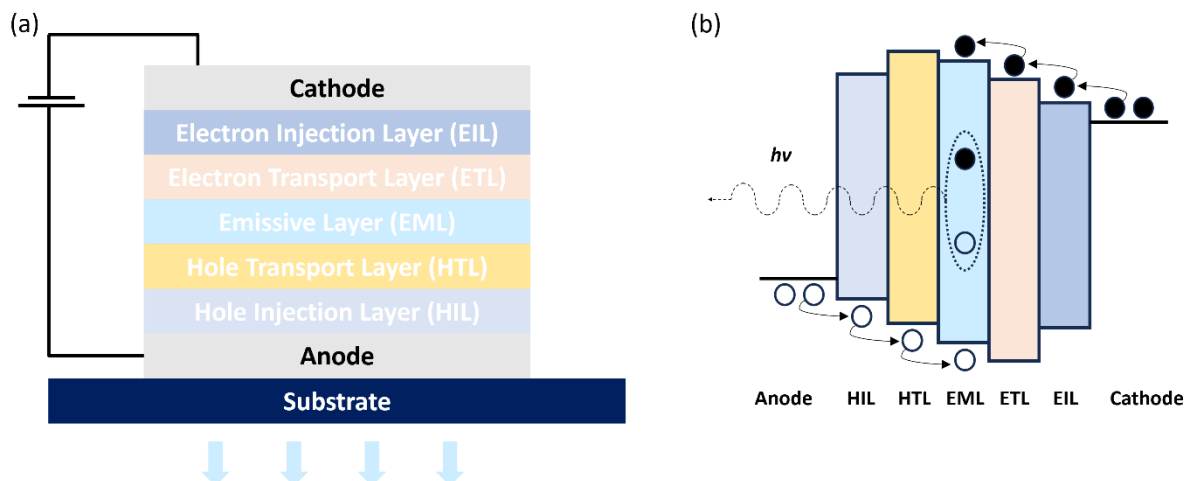 (a)
Cathode
Electron Injection Layer (EIL)
Electron Transport Layer (ETL)
Emissive Layer (EML)
Hole Transport Layer (HTL)
Hole Injection Layer (HIL)
Anode
Substrate
(b)
hv
Anode HIL HTL EML ETL EIL Cathode